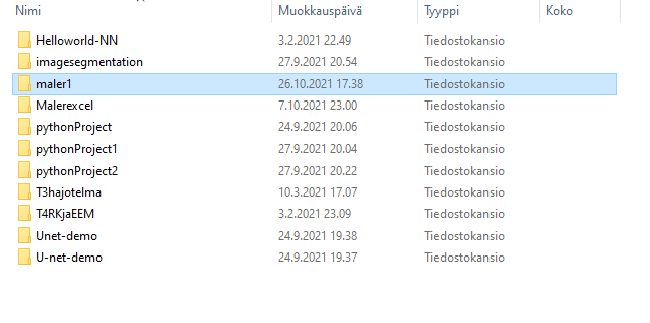 Nimi Muokkauspäivä Tyyppi Koko
Helloworld-NN 3.2.2021 22.49 Tiedostokansio
imagesegmentation 27.9.2021 20.54 Tiedostokansio
maler1 26.10.2021 17.38 Tiedostokansio
Malerexcel 7.10.2021 23.00 Tiedostokansio
pythonProject 24.9.2021 20.06 Tiedostokansio
pythonProject1 27.9.2021 20.04 Tiedostokansio
pythonProject2 27.9.2021 20.22 Tiedostokansio
T3hajotelma 10.3.2021 17.07 Tiedostokansio
T4RKjaEEM 3.2.2021 23.09 Tiedostokansio
Unet-demo 24.9.2021 19.38 Tiedostokansio
U-net-demo 24.9.2021 19.37 Tiedostokansio